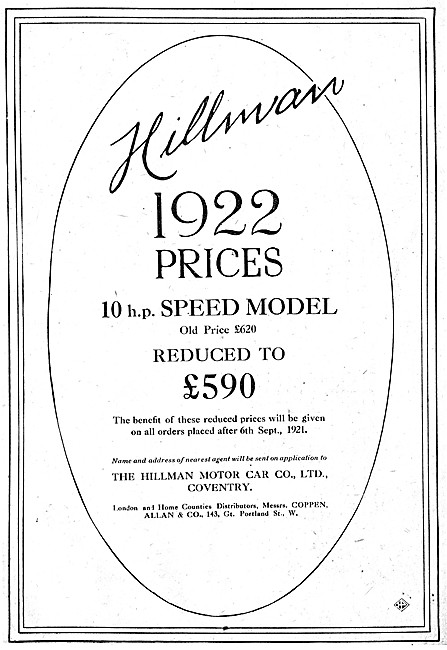 Hillman
1922
PRICES
10 h.p. SPEED MODEL
Old Price £620
REDUCED TO
£590
The benefit of these reduced prices will be given
on all orders placed after 6th Sept., 1921.
Name and address of nearest agent will be sent on application to
THE HILLMAN MOTOR CAR CO., LTD.,
COVENTRY.
London and Home Counties Distributors, Messrs. COPPEN,
ALLAN & CO., 143, Gt. Portland St., W.